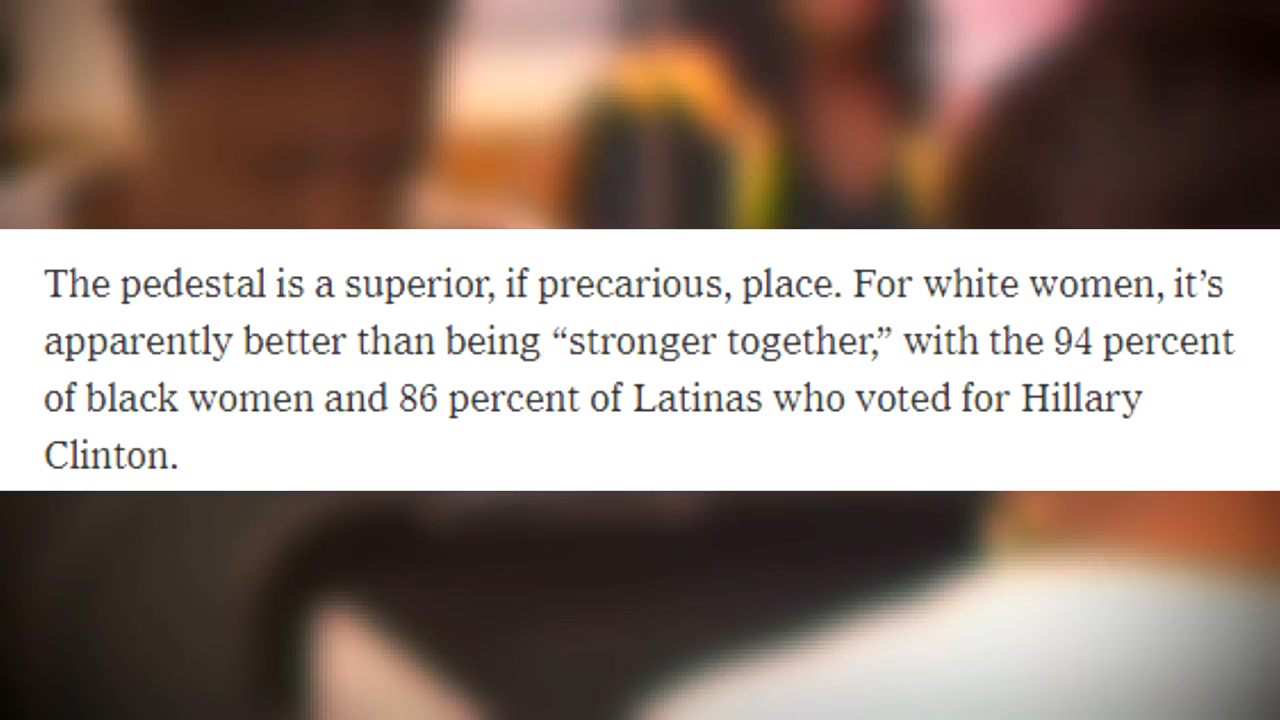 The pedestal is a superior, if precarious, place. For white women, it’s
apparently better than being “stronger together,” with the 94 percent
of black women and 86 percent of Latinas who voted for Hillary
Clinton.